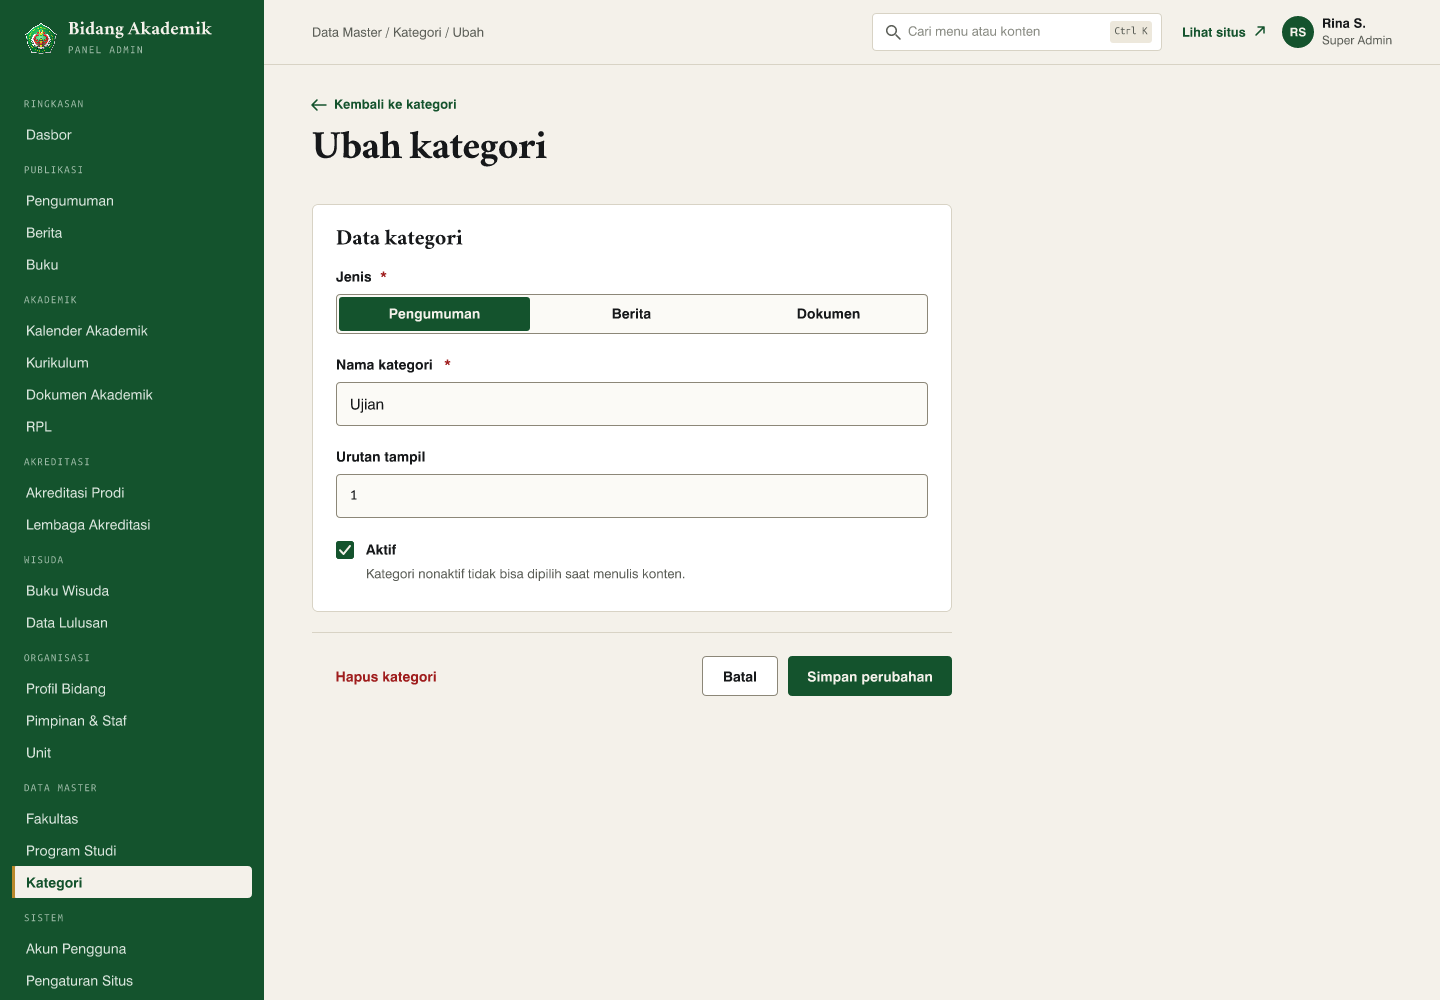 Bidang Akademik
PANEL ADMIN
RINGKASAN
Dasbor
PUBLIKASI
Pengumuman
Berita
Buku
AKADEMIK
Kalender Akademik
Kurikulum
Dokumen Akademik
RPL
AKREDITASI
Akreditasi Prodi
Lembaga Akreditasi
WISUDA
Buku Wisuda
Data Lulusan
ORGANISASI
Profil Bidang
Pimpinan & Staf
Unit
DATA MASTER
Fakultas
Program Studi
Kategori
SISTEM
Akun Pengguna
Pengaturan Situs
Data Master / Kategori / Ubah
Cari menu atau konten
Ctrl K
Lihat situs
RS
Rina S.
Super Admin
Kembali ke kategori
Ubah kategori
Data kategori
Jenis *
Pengumuman Berita Dokumen
Nama kategori *
Ujian
Urutan tampil
1
Aktif
Kategori nonaktif tidak bisa dipilih saat menulis konten.
Hapus kategori
Batal
Simpan perubahan